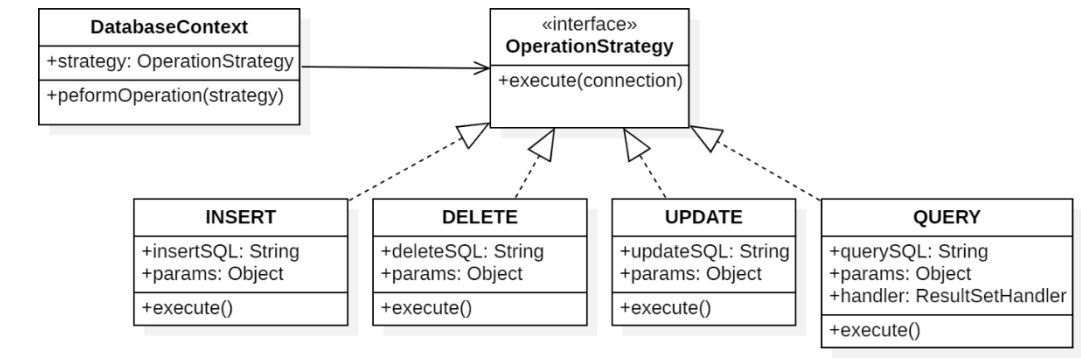 DatabaseContext
+strategy: OperationStrategy
+peformOperation(strategy)
«interface»
OperationStrategy
+execute(connection)
INSERT
+insertSQL: String
+params: Object
+execute()
DELETE
+deleteSQL: String
+params: Object
+execute()
UPDATE
+updateSQL: String
+params: Object
+execute()
QUERY
+querySQL: String
+params: Object
+handler: ResultSetHandler
+execute()